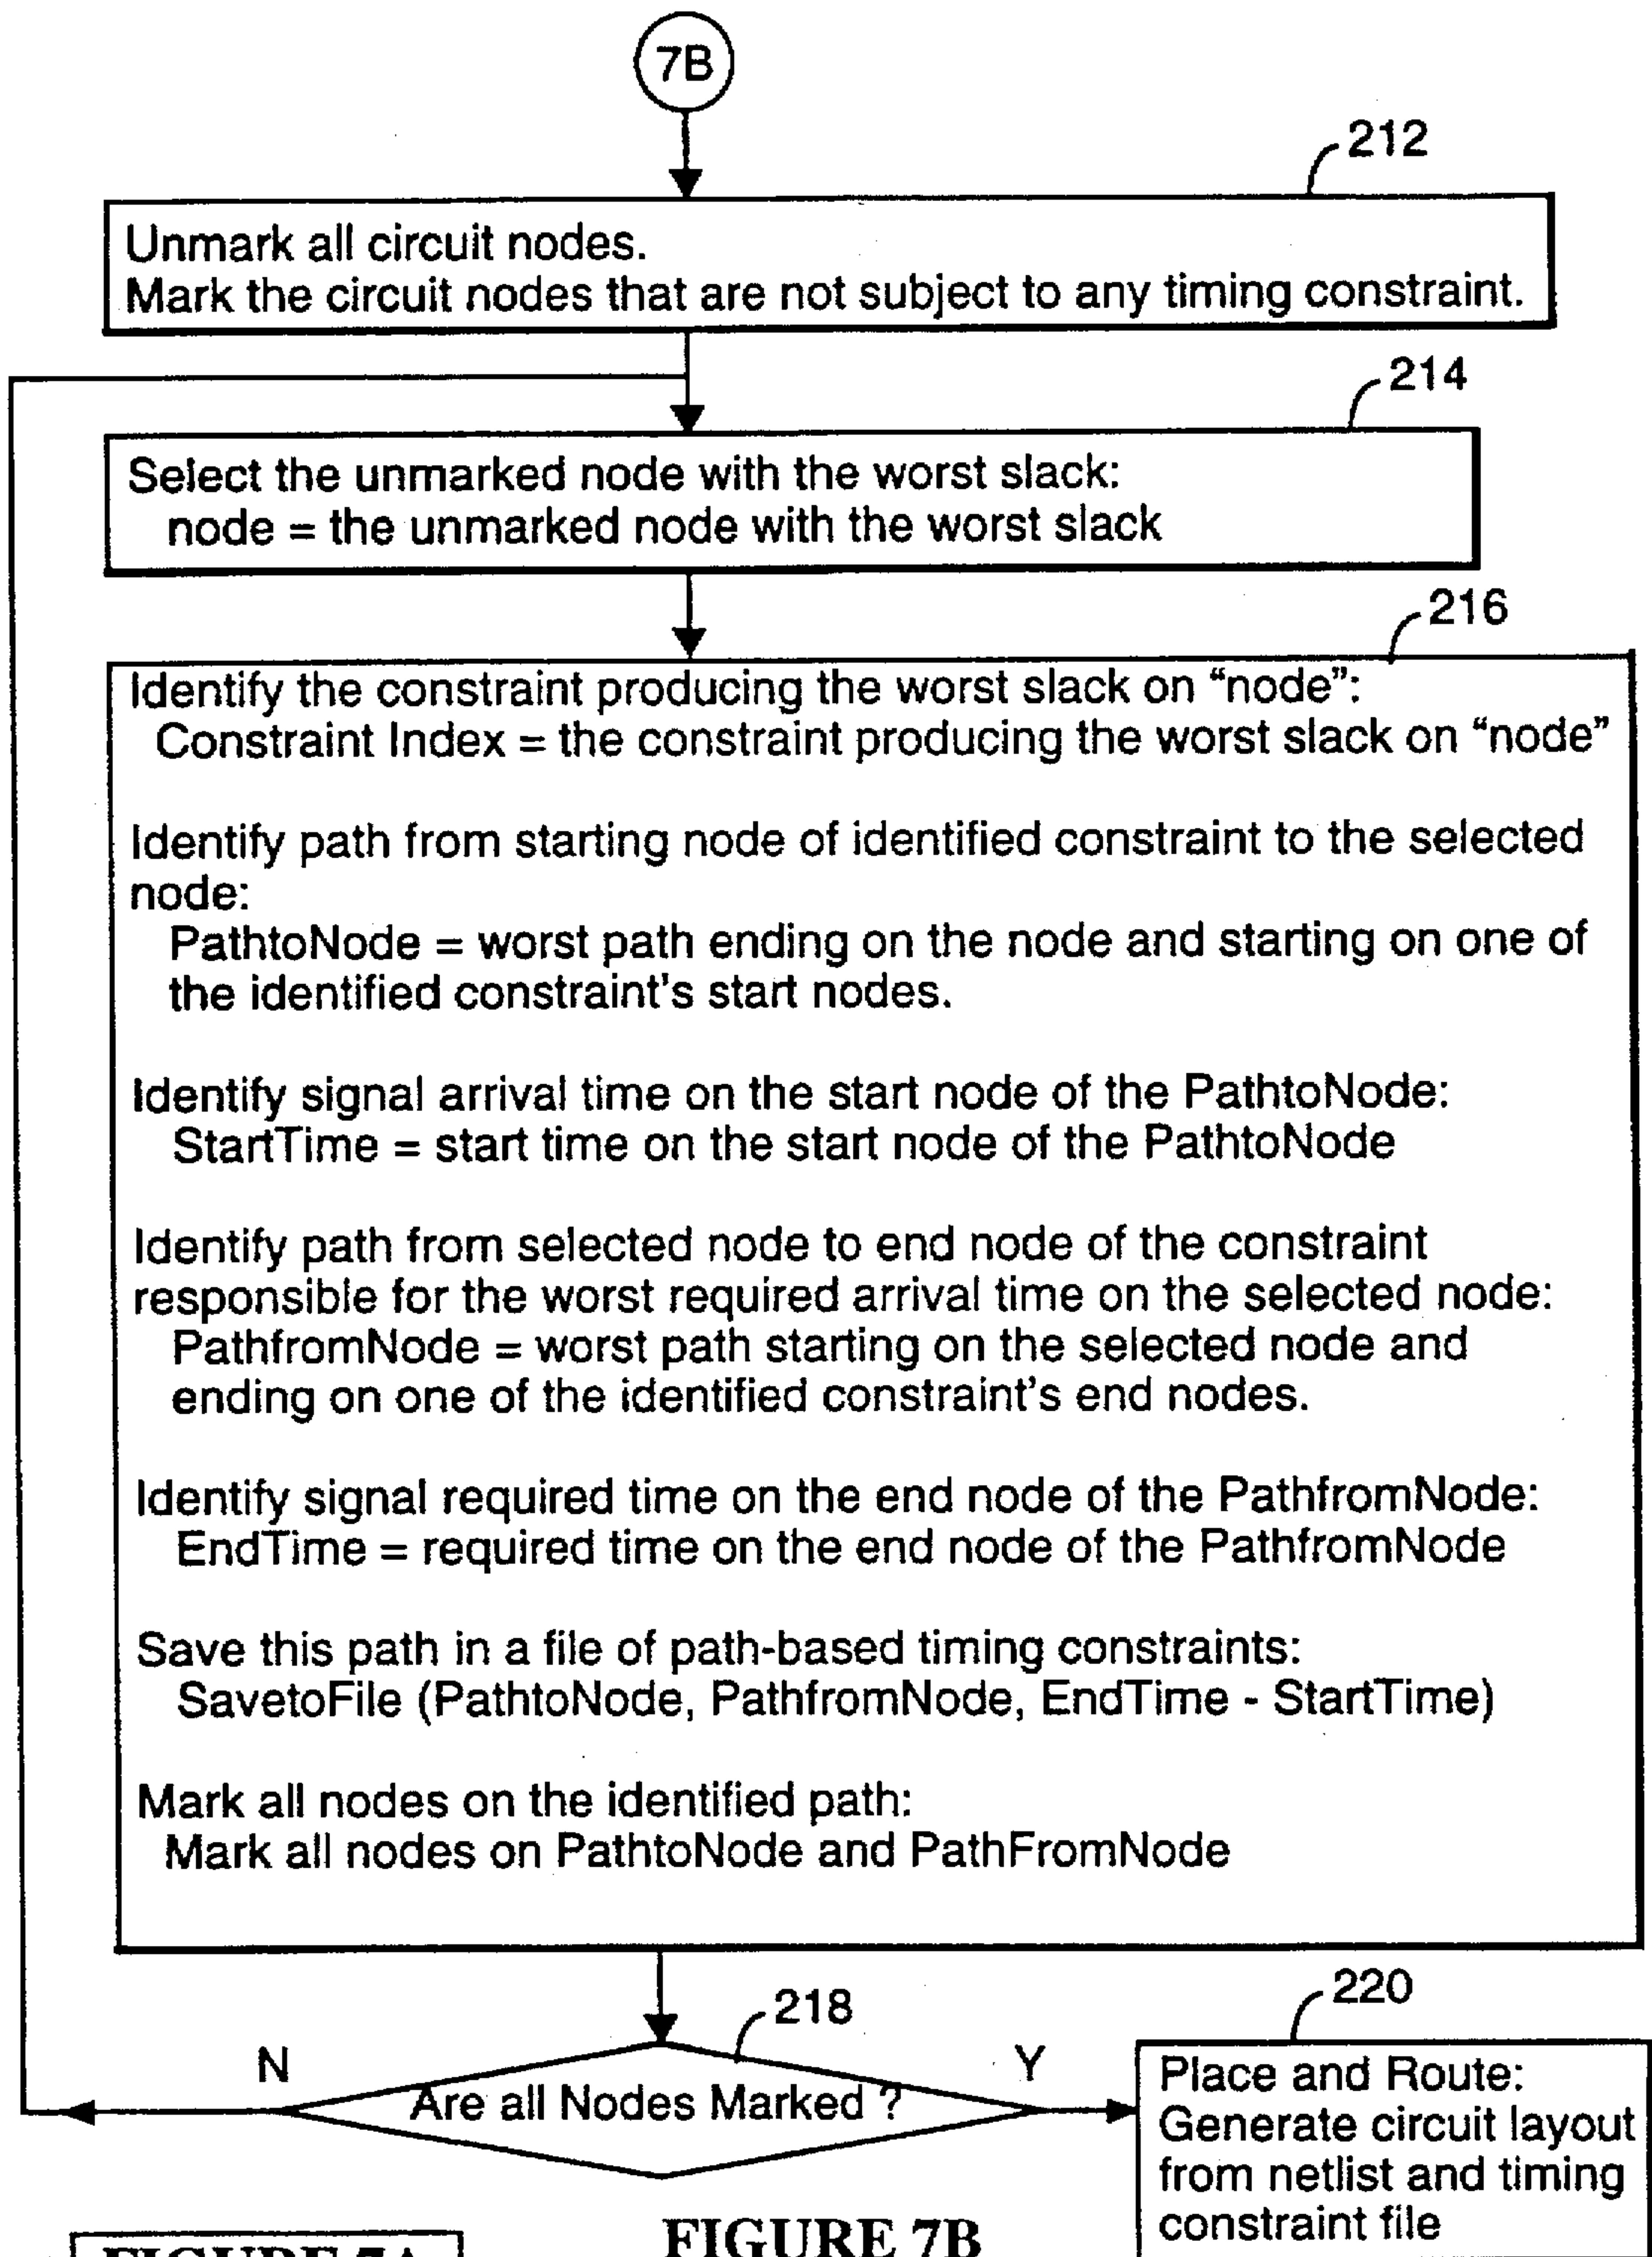 7B
212
Unmark all circuit nodes.
Mark the circuit nodes that are not subject to any timing constraint.
214
Select the unmarked node with the worst slack:
node = the unmarked node with the worst slack
216
Identify the constraint producing the worst slack on “node”:
Constraint Index = the constraint producing the worst slack on “node”
Identify path from starting node of identified constraint to the selected
node:
PathtoNode = worst path ending on the node and starting on one of
the identified constraint's start nodes.
Identify signal arrival time on the start node of the PathtoNode:
StartTime = start time on the start node of the PathtoNode
Identify path from selected node to end node of the constraint
responsible for the worst required arrival time on the selected node:
PathfromNode = worst path starting on the selected node and
ending on one of the identified constraint's end nodes.
Identify signal required time on the end node of the PathfromNode:
EndTime = required time on the end node of the PathfromNode
Save this path in a file of path-based timing constraints:
SavetoFile (PathtoNode, PathfromNode, EndTime - StartTime)
Mark all nodes on the identified path:
Mark all nodes on PathtoNode and PathFromNode
218
N
Are all Nodes Marked ?
Y
220
Place and Route:
Generate circuit layout
from netlist and timing
constraint file
FIGURE 7A
FIGURE 7B